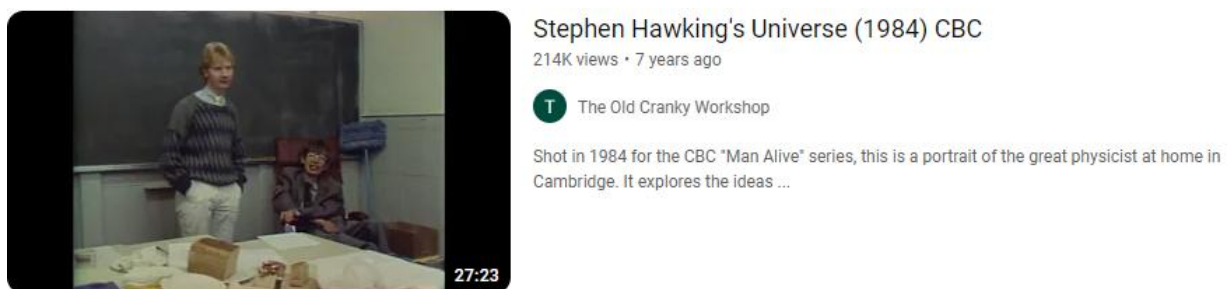 Stephen Hawking's Universe (1984) CBC
214K views • 7 years ago
T The Old Cranky Workshop
Shot in 1984 for the CBC "Man Alive" series, this is a portrait of the great physicist at home in
Cambridge. It explores the ideas ...
27:23